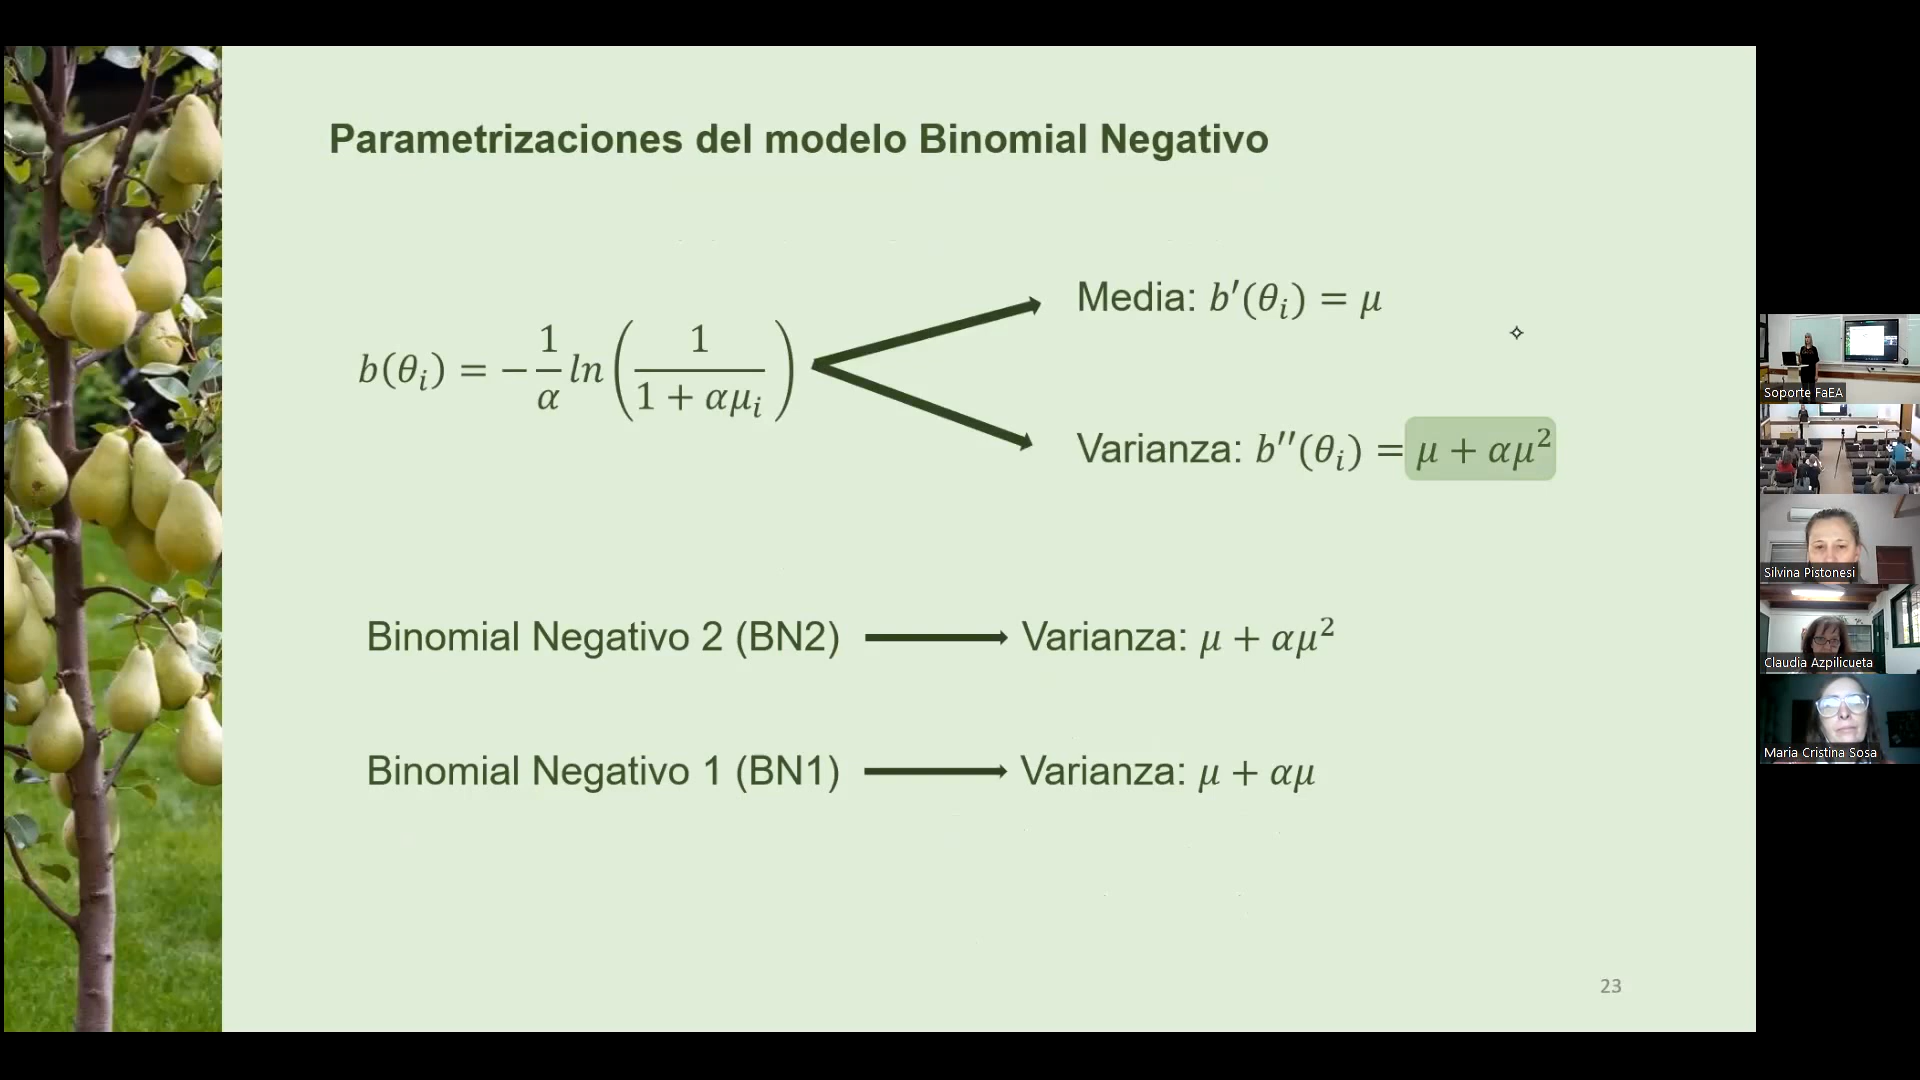 Parametrizaciones del modelo Binomial Negativo
Media: b′(θᵢ) = μ
b(θᵢ) = −1/α ln(1/(1 + αμᵢ))
Varianza: b′′(θᵢ) = μ + αμ²
Binomial Negativo 2 (BN2) → Varianza: μ + αμ²
Binomial Negativo 1 (BN1) → Varianza: μ + αμ
23
Soporte FaEA
Silvina Pistonesi
Claudia Azpilicueta
Maria Cristina Sosa